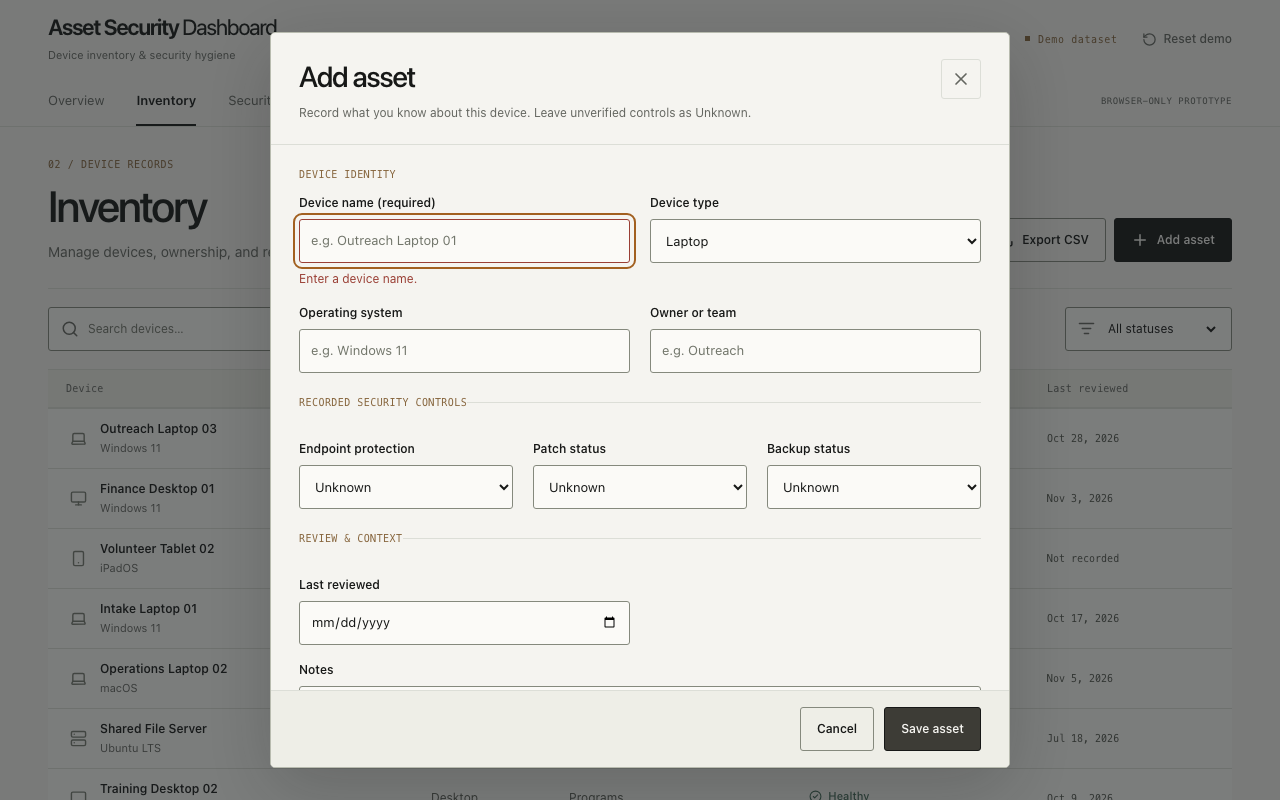 Asset Security Dashboard
Device inventory & security hygiene
Demo dataset
Reset demo
Overview
Inventory
BROWSER-ONLY PROTOTYPE
02 / DEVICE RECORDS
Inventory
Manage devices, ownership, and
Export CSV
Add asset
Search devices...
All statuses
Device
Last reviewed
Outreach Laptop 03
Windows 11
Oct 28, 2026
Finance Desktop 01
Windows 11
Nov 3, 2026
Volunteer Tablet 02
iPadOS
Not recorded
Intake Laptop 01
Windows 11
Oct 17, 2026
Operations Laptop 02
macOS
Nov 5, 2026
Shared File Server
Ubuntu LTS
Jul 18, 2026
Training Desktop 02
Desktop
Programs
Healthy
Oct 9, 2026
Add asset
Record what you know about this device. Leave unverified controls as Unknown.
DEVICE IDENTITY
Device name (required)
e.g. Outreach Laptop 01
Enter a device name.
Device type
Laptop
Operating system
e.g. Windows 11
Owner or team
e.g. Outreach
RECORDED SECURITY CONTROLS
Endpoint protection
Unknown
Patch status
Unknown
Backup status
Unknown
REVIEW & CONTEXT
Last reviewed
mm/dd/yyyy
Notes
Cancel
Save asset